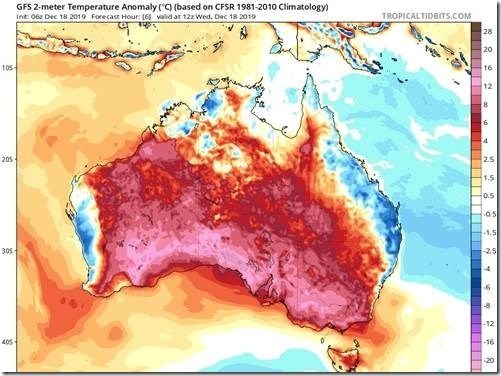 GFS 2-meter Temperature Anomaly (°C) (based on CFSR 1981-2010 Climatology)
Init: 06z Dec 18 2019 Forecast Hour: [6] valid at 12z Wed, Dec 18 2019
TROPICALTIDBITS.COM
10S
20S
30S
40S
28
16
12
8
6
4
2.5
1.5
0.5
-0.5
-1.5
-2.5
-4
-6
-8
-12
-16
-20